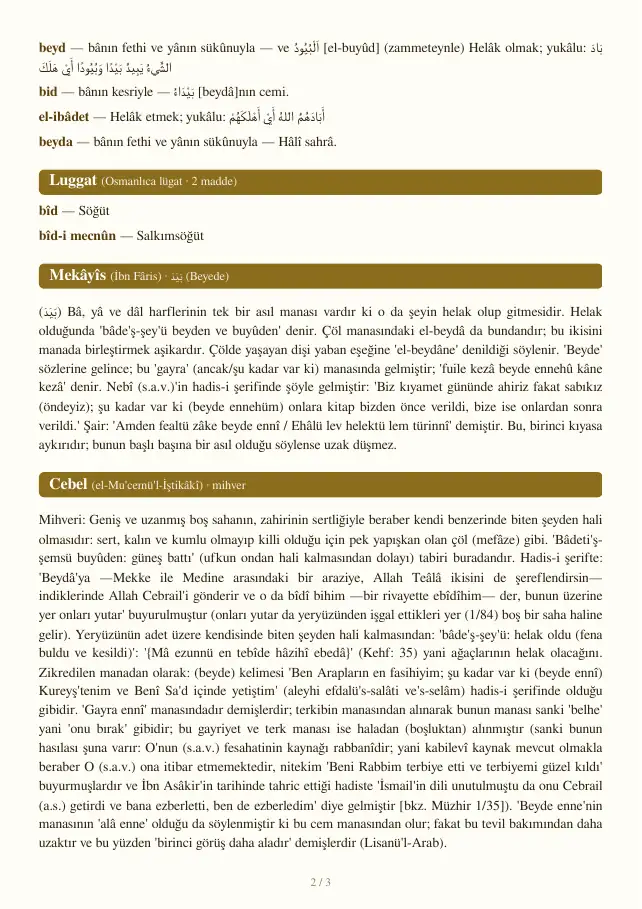 beyd — bânın fethi ve yânın sükûnuyla — ve اَلْبُيُودُ [el-buyûd] (zammeteynle) Helâk olmak; yukâlu: بَادَ
الشَّيْءُ يَبِيدُ بَيْدًا وَبُيُودًا أَيْ هَلَكَ
bid — bânın kesriyle — بَيْدَاءُ [beydâ]nın cemi.
el-ibâdet — Helâk etmek; yukâlu: أَبَادَهُمُ اللهُ أَيْ أَهْلَكَهُمْ
beyda — bânın fethi ve yânın sükûnuyla — Hâlî sahrâ.
Luggat (Osmanlıca lügat · 2 madde)
bîd — Söğüt
bîd-i mecnûn — Salkımsöğüt
Mekâyîs (İbn Fâris) · بَيَدَ (Beyede)
(بَيَدَ) Bâ, yâ ve dâl harflerinin tek bir asıl manası vardır ki o da şeyin helak olup gitmesidir. Helak
olduğunda 'bâde'ş-şey'ü beyden ve buyûden' denir. Çöl manasındaki el-beydâ da bundandır; bu ikisini
manada birleştirmek aşikardır. Çölde yaşayan dişi yaban eşeğine 'el-beydâne' denildiği söylenir. 'Beyde'
sözlerine gelince; bu 'gayra' (ancak/şu kadar var ki) manasında gelmiştir; 'fuile kezâ beyde ennehû kâne
kezâ' denir. Nebî (s.a.v.)'in hadis-i şerifinde şöyle gelmiştir: 'Biz kıyamet gününde ahiriz fakat sabıkız
(öndeyiz); şu kadar var ki (beyde ennehüm) onlara kitap bizden önce verildi, bize ise onlardan sonra
verildi.' Şair: 'Amden fealtü zâke beyde ennî / Ehâlü lev helektü lem türinnî' demiştir. Bu, birinci kıyasa
aykırıdır; bunun başlı başına bir asıl olduğu söylense uzak düşmez.
Cebel (el-Mu'cemü'l-İştikâkî) · mihver
Mihveri: Geniş ve uzanmış boş sahanın, zahirinin sertliğiyle beraber kendi benzerinde biten şeyden hali
olmasıdır: sert, kalın ve kumlu olmayıp killi olduğu için pek yapışkan olan çöl (mefâze) gibi. 'Bâdeti'ş-
şemsü buyûden: güneş battı' (ufkun ondan hali kalmasından dolayı) tabiri buradandır. Hadis-i şerifte:
'Beydâ'ya —Mekke ile Medine arasındaki bir araziye, Allah Teâlâ ikisini de şereflendirsin—
indiklerinde Allah Cebrail'i gönderir ve o da bîdî bihim —bir rivayette ebîdîhim— der, bunun üzerine
yer onları yutar' buyurulmuştur (onları yutar da yeryüzünden işgal ettikleri yer (1/84) boş bir saha haline
gelir). Yeryüzünün adet üzere kendisinde biten şeyden hali kalmasından: 'bâde'ş-şey'ü: helak oldu (fena
buldu ve kesildi)': '{Mâ ezunnü en tebîde hâzihî ebedâ}' (Kehf: 35) yani ağaçlarının helak olacağını.
Zikredilen manadan olarak: (beyde) kelimesi 'Ben Arapların en fasihiyim; şu kadar var ki (beyde ennî)
Kureyş'tenim ve Benî Sa'd içinde yetiştim' (aleyhi efdalü's-salâti ve's-selâm) hadis-i şerifinde olduğu
gibidir. 'Gayra ennî' manasındadır demişlerdir; terkibin manasından alınarak bunun manası sanki 'belhe'
yani 'onu bırak' gibidir; bu gayriyet ve terk manası ise haladan (boşluktan) alınmıştır (sanki bunun
hasılası şuna varır: O'nun (s.a.v.) fesahatinin kaynağı rabbanîdir; yani kabilevî kaynak mevcut olmakla
beraber O (s.a.v.) ona itibar etmemektedir, nitekim 'Beni Rabbim terbiye etti ve terbiyemi güzel kıldı'
buyurmuşlardır ve İbn Asâkir'in tarihinde tahric ettiği hadiste 'İsmail'in dili unutulmuştu da onu Cebrail
(a.s.) getirdi ve bana ezberletti, ben de ezberledim' diye gelmiştir [bkz. Müzhir 1/35]). 'Beyde enne'nin
manasının 'alâ enne' olduğu da söylenmiştir ki bu cem manasından olur; fakat bu tevil bakımından daha
uzaktır ve bu yüzden 'birinci görüş daha aladır' demişlerdir (Lisanü'l-Arab).
2 / 3